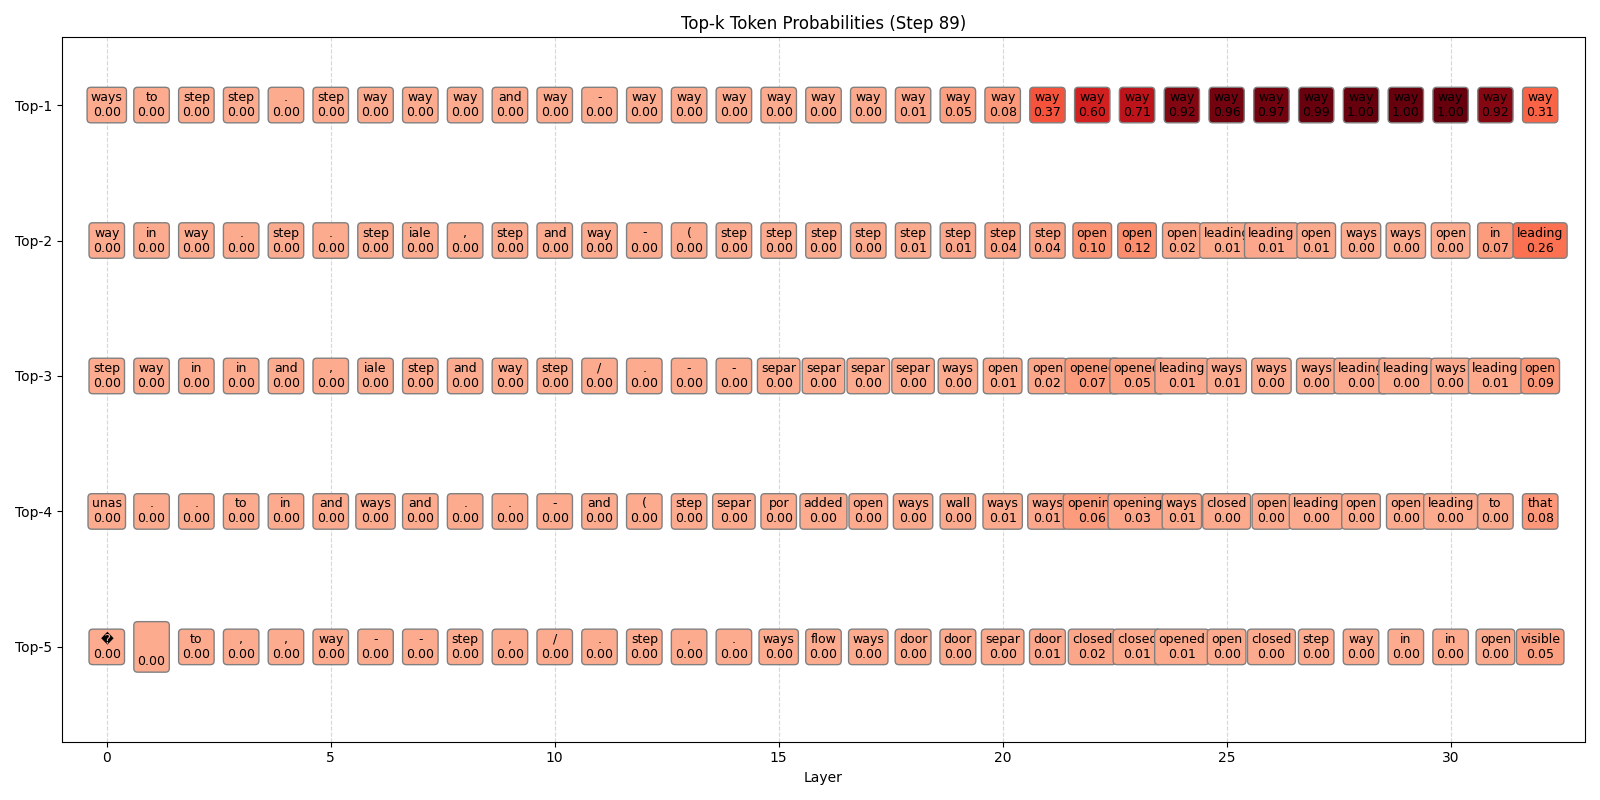 Top-k Token Probabilities (Step 89)
Top-1
ways to step step . step way way way and way - way way way way way way way way way way way way way way way way way way way way way
0.00 0.00 0.00 0.00 0.00 0.00 0.00 0.00 0.00 0.00 0.00 0.00 0.00 0.00 0.00 0.00 0.00 0.00 0.01 0.05 0.08 0.37 0.60 0.71 0.92 0.96 0.97 0.99 1.00 1.00 1.00 0.92 0.31
Top-2
way in way . step . step iale , step and way - ( step step step step step step step step open open open leading leading open ways ways open in leading
0.00 0.00 0.00 0.00 0.00 0.00 0.00 0.00 0.00 0.00 0.00 0.00 0.00 0.00 0.00 0.00 0.00 0.00 0.01 0.01 0.04 0.04 0.10 0.12 0.02 0.01 0.01 0.01 0.00 0.00 0.00 0.07 0.26
Top-3
step way in in and , iale step and way step / . - - separ separ separ separ ways open open opened opened leading ways ways ways leading leading ways leading open
0.00 0.00 0.00 0.00 0.00 0.00 0.00 0.00 0.00 0.00 0.00 0.00 0.00 0.00 0.00 0.00 0.00 0.00 0.00 0.00 0.01 0.02 0.07 0.05 0.01 0.01 0.00 0.00 0.00 0.00 0.00 0.01 0.09
Top-4
unas . . to in and ways and . . - and ( step separ por added open ways wall ways ways opening opening ways closed open leading open open leading to that
0.00 0.00 0.00 0.00 0.00 0.00 0.00 0.00 0.00 0.00 0.00 0.00 0.00 0.00 0.00 0.00 0.00 0.00 0.00 0.00 0.01 0.01 0.06 0.03 0.01 0.00 0.00 0.00 0.00 0.00 0.00 0.00 0.08
Top-5
� to , , way - - step , / . step , . ways flow ways door door separ door closed closed opened open closed step way in in open visible
0.00 0.00 0.00 0.00 0.00 0.00 0.00 0.00 0.00 0.00 0.00 0.00 0.00 0.00 0.00 0.00 0.00 0.00 0.00 0.00 0.00 0.01 0.02 0.01 0.01 0.00 0.00 0.00 0.00 0.00 0.00 0.00 0.05
0 5 10 15 20 25 30
Layer